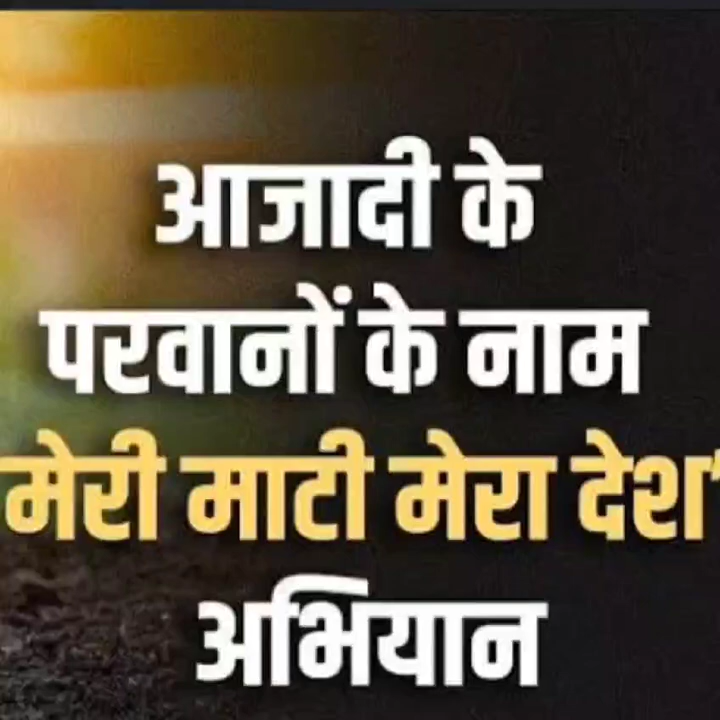 आजादी के
परवानों के नाम
मेरी माटी मेरा देश'
अभियान